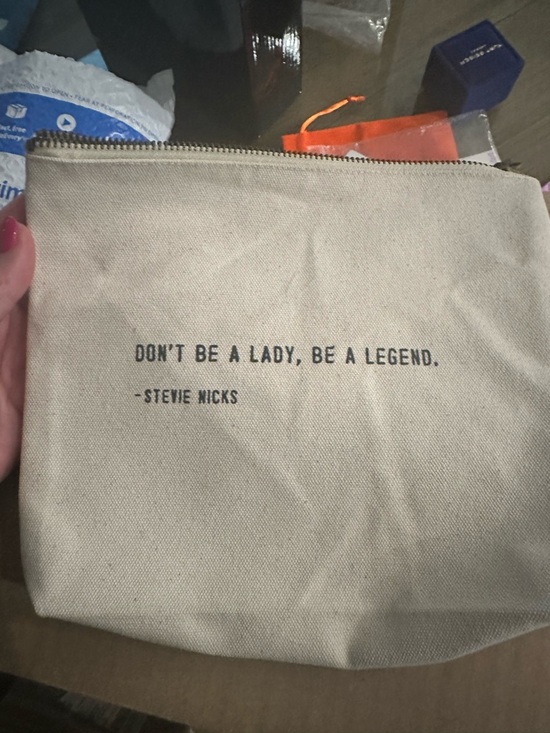 DON'T BE A LADY, BE A LEGEND.
-STEVIE NICKS